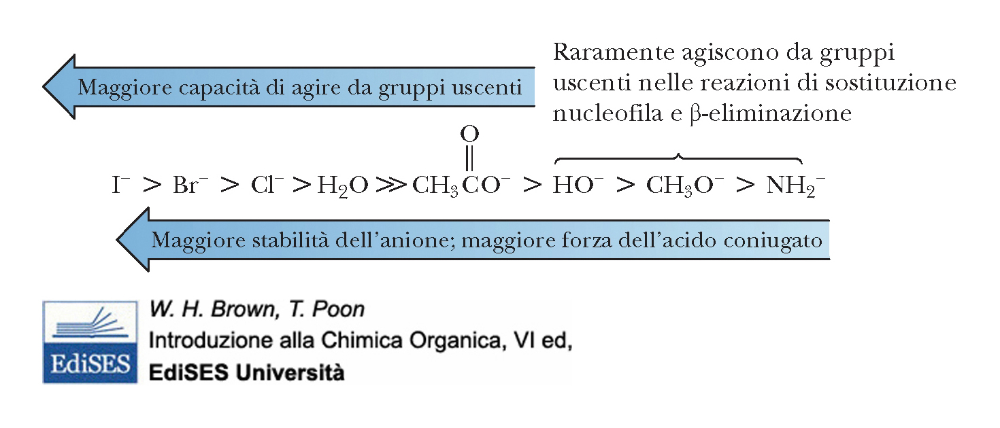 Maggiore capacità di agire da gruppi uscenti
Raramente agiscono da gruppi
uscenti nelle reazioni di sostituzione
nucleofila e β-eliminazione
O
I⁻ > Br⁻ > Cl⁻ > H₂O ≫ CH₃CO⁻ > HO⁻ > CH₃O⁻ > NH₂⁻
Maggiore stabilità dell’anione; maggiore forza dell’acido coniugato
EdiSES
W. H. Brown, T. Poon
Introduzione alla Chimica Organica, VI ed,
EdiSES Università